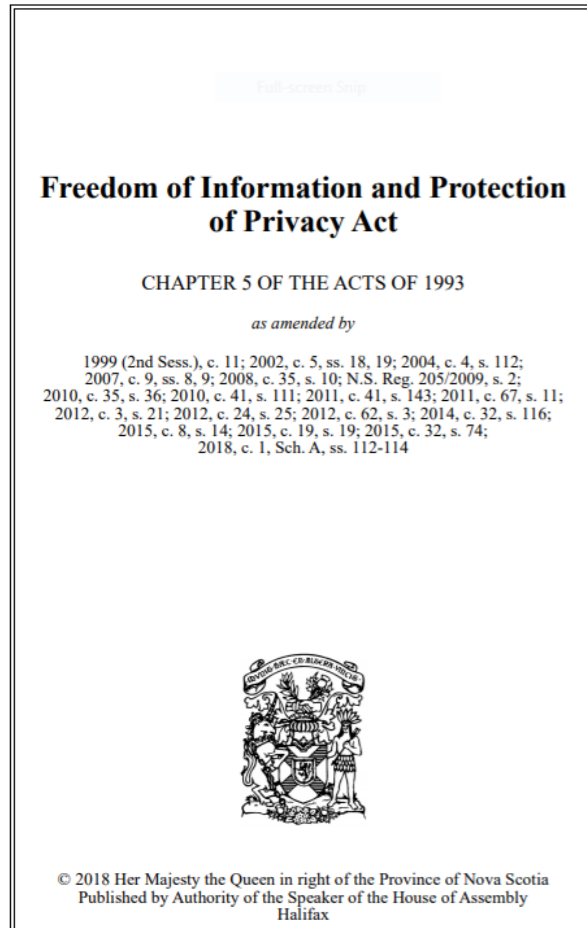 Full-screen Snip
Freedom of Information and Protection
of Privacy Act
CHAPTER 5 OF THE ACTS OF 1993
as amended by
1999 (2nd Sess.), c. 11; 2002, c. 5, ss. 18, 19; 2004, c. 4, s. 112;
2007, c. 9, ss. 8, 9; 2008, c. 35, s. 10; N.S. Reg. 205/2009, s. 2;
2010, c. 35, s. 36; 2010, c. 41, s. 111; 2011, c. 41, s. 143; 2011, c. 67, s. 11;
2012, c. 3, s. 21; 2012, c. 24, s. 25; 2012, c. 62, s. 3; 2014, c. 32, s. 116;
2015, c. 8, s. 14; 2015, c. 19, s. 19; 2015, c. 32, s. 74;
2018, c. 1, Sch. A, ss. 112-114
© 2018 Her Majesty the Queen in right of the Province of Nova Scotia
Published by Authority of the Speaker of the House of Assembly
Halifax